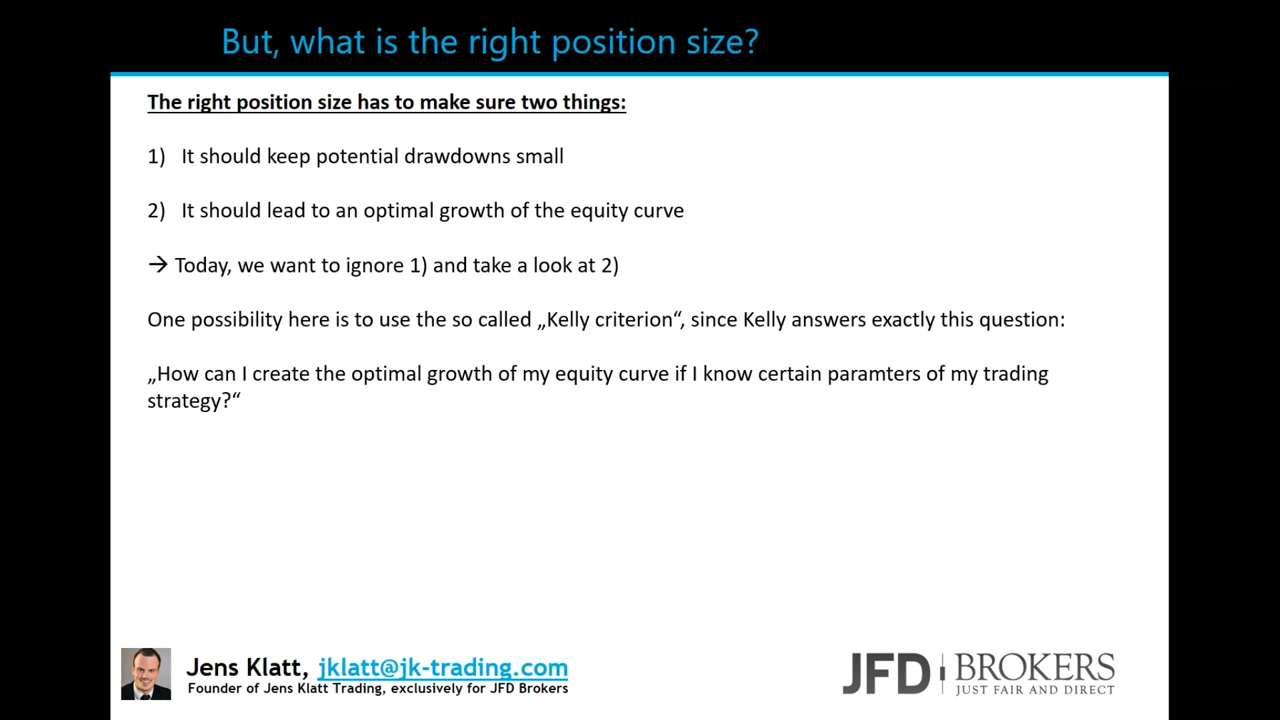 But, what is the right position size?
The right position size has to make sure two things:
1) It should keep potential drawdowns small
2) It should lead to an optimal growth of the equity curve
→ Today, we want to ignore 1) and take a look at 2)
One possibility here is to use the so called „Kelly criterion“, since Kelly answers exactly this question:
„How can I create the optimal growth of my equity curve if I know certain paramters of my trading
strategy?“
Jens Klatt, jklatt@jk-trading.com
Founder of Jens Klatt Trading, exclusively for JFD Brokers
JFD BROKERS
JUST FAIR AND DIRECT